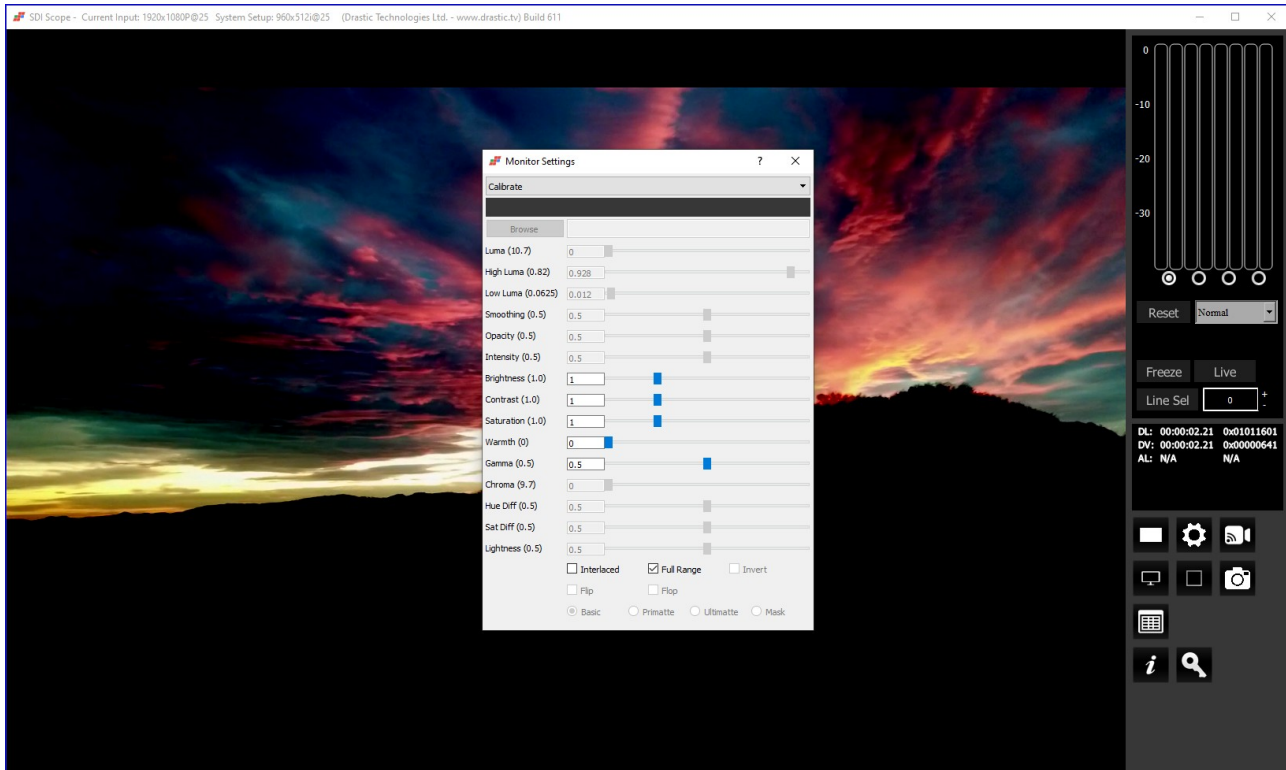 SDI Scope - Current Input: 1920x1080P@25 System Setup: 960x512i@25 (Drastic Technologies Ltd. - www.drastic.tv) Build 611
Monitor Settings ?
Calibrate
Browse
Luma (10.7) 0
High Luma (0.82) 0.928
Low Luma (0.0625) 0.012
Smoothing (0.5) 0.5
Opacity (0.5) 0.5
Intensity (0.5) 0.5
Brightness (1.0) 1
Contrast (1.0) 1
Saturation (1.0) 1
Warmth (0) 0
Gamma (0.5) 0.5
Chroma (9.7) 0
Hue Diff (0.5) 0.5
Sat Diff (0.5) 0.5
Lightness (0.5) 0.5
Interlaced Full Range Invert
Flip Flop
Basic Primatte Ultimatte Mask
0
-10
-20
-30
Reset Normal
Freeze Live
Line Sel 0 + -
DL: 00:00:02.21 0x01011601
DV: 00:00:02.21 0x00000641
AL: N/A N/A
i